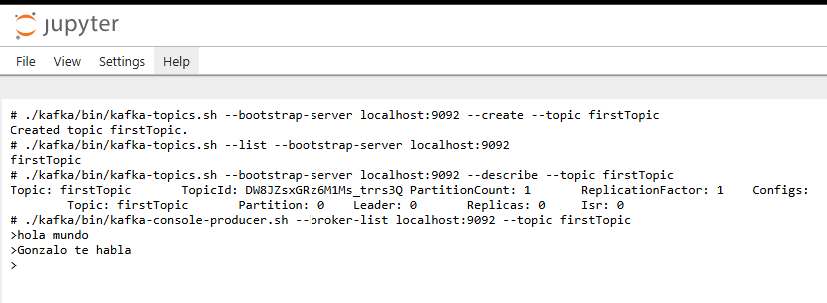 jupyter
File View Settings Help
# ./kafka/bin/kafka-topics.sh --bootstrap-server localhost:9092 --create --topic firstTopic
Created topic firstTopic.
# ./kafka/bin/kafka-topics.sh --list --bootstrap-server localhost:9092
firstTopic
# ./kafka/bin/kafka-topics.sh --bootstrap-server localhost:9092 --describe --topic firstTopic
Topic: firstTopic TopicId: DW8JZsxGRz6M1Ms_trrs3Q PartitionCount: 1 ReplicationFactor: 1 Configs:
Topic: firstTopic Partition: 0 Leader: 0 Replicas: 0 Isr: 0
# ./kafka/bin/kafka-console-producer.sh --broker-list localhost:9092 --topic firstTopic
>hola mundo
>Gonzalo te habla
>